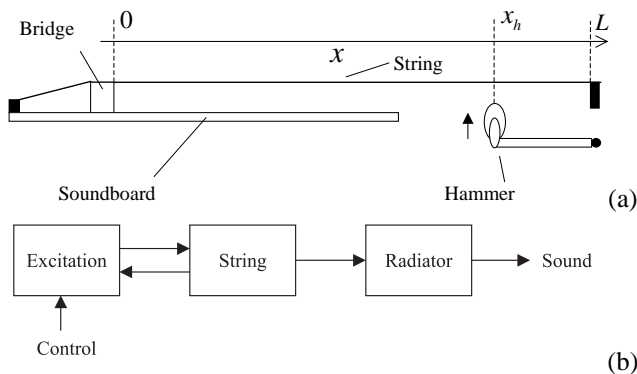 Bridge
0
x_h
L
x
String
Soundboard
Hammer
(a)
Excitation
String
Radiator
Sound
Control
(b)